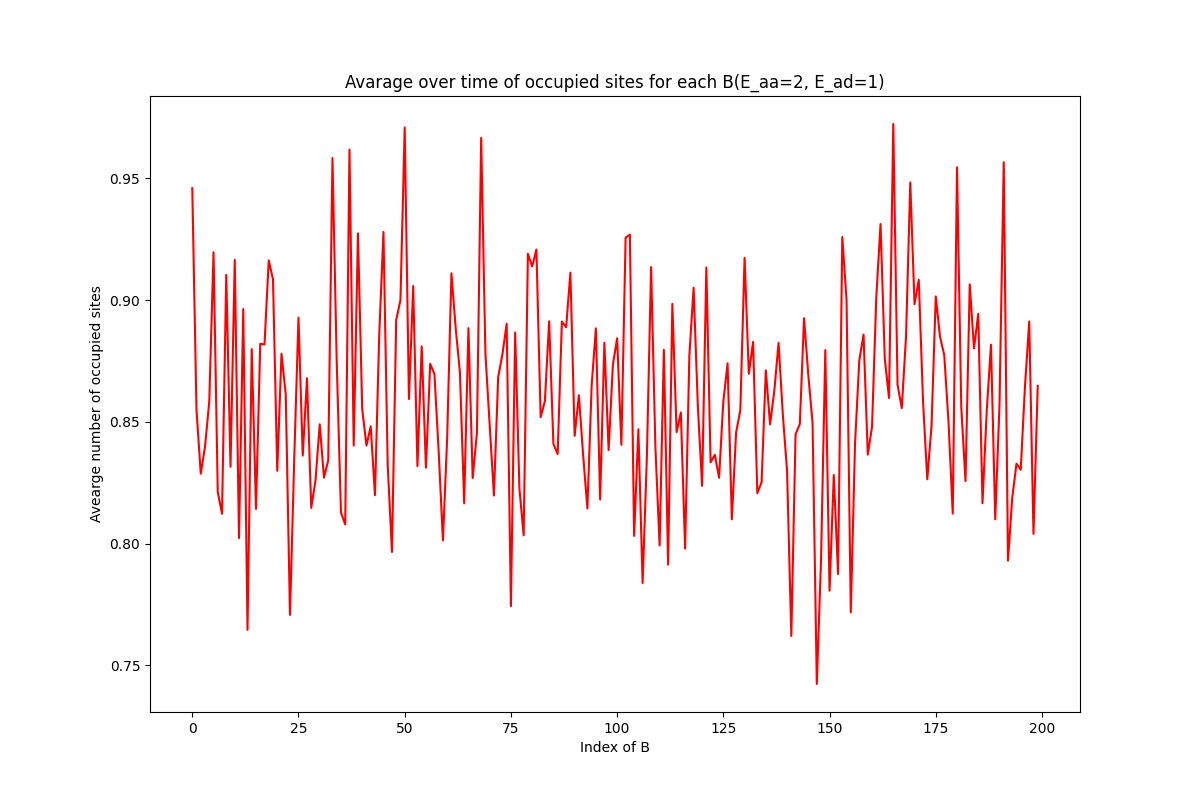 Avarage over time of occupied sites for each B(E_aa=2, E_ad=1)
Avearge number of occupied sites
0.95
0.90
0.85
0.80
0.75
0 25 50 75 100 125 150 175 200
Index of B